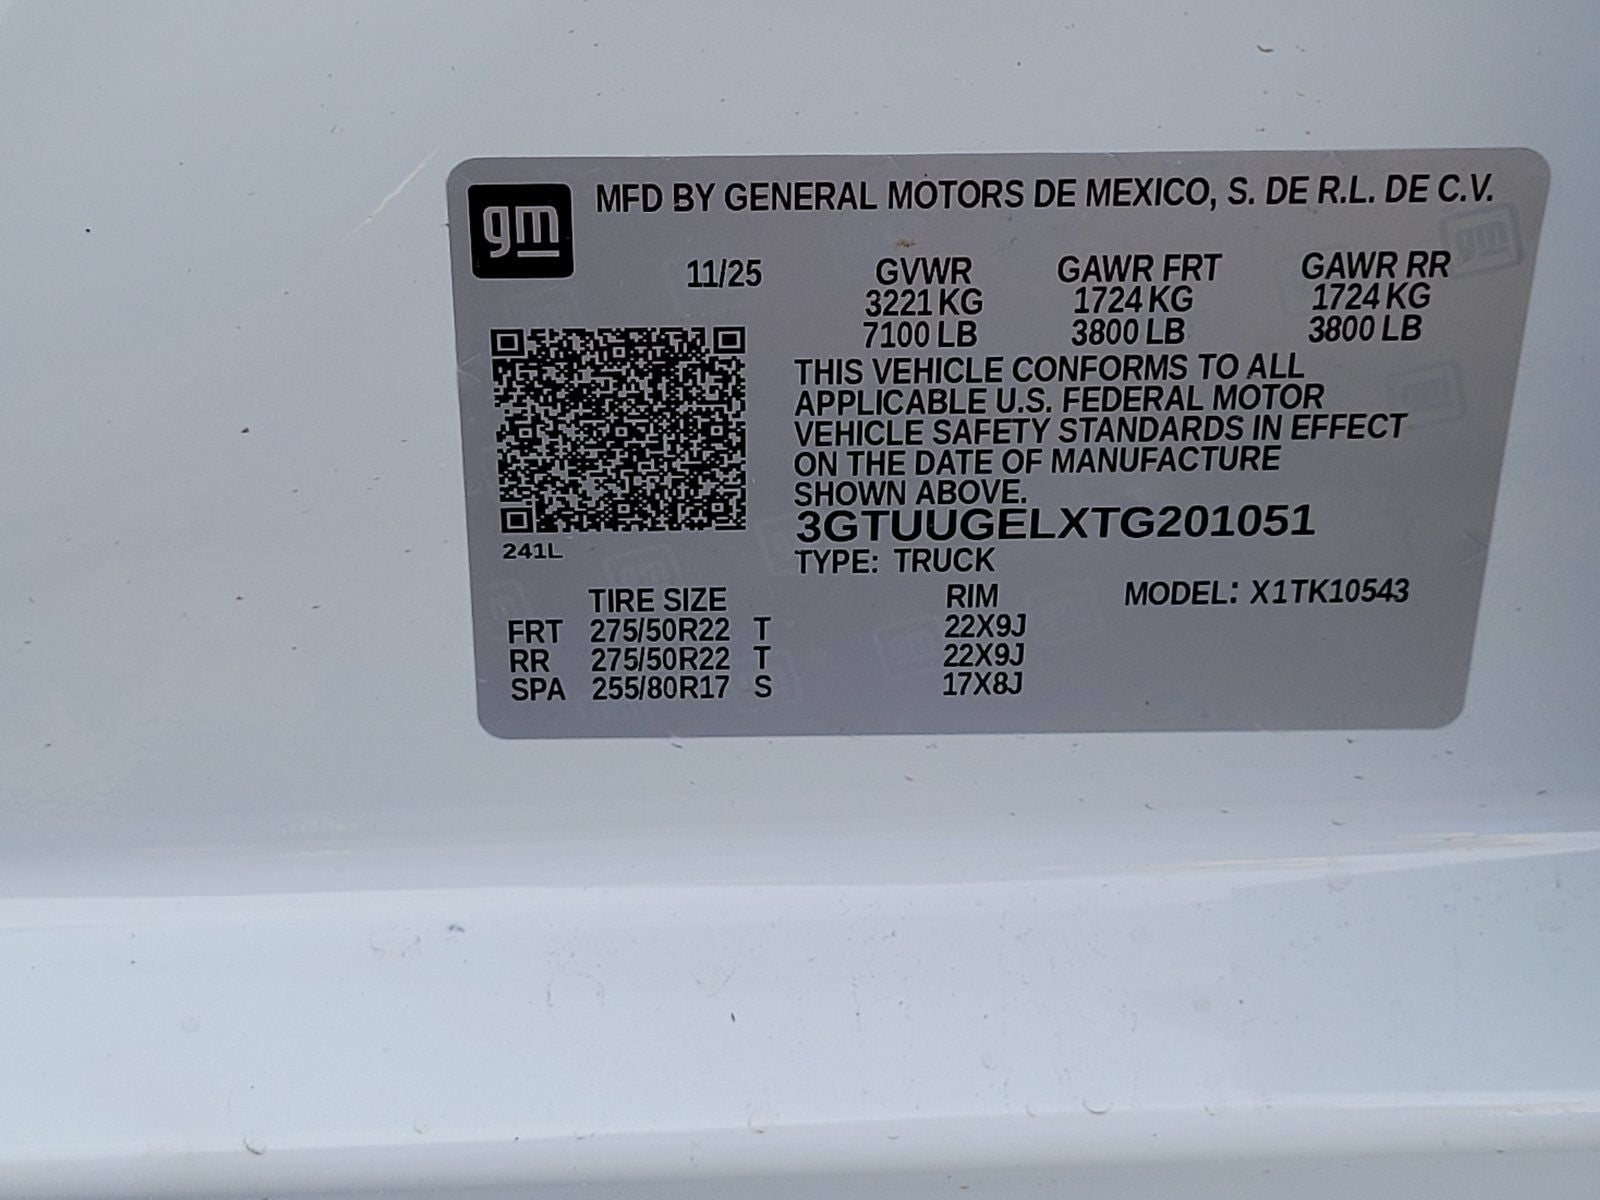 gm
MFD BY GENERAL MOTORS DE MEXICO, S. DE R.L. DE C.V.
11/25 GVWR GAWR FRT GAWR RR
3221 KG 1724 KG 1724 KG
7100 LB 3800 LB 3800 LB
THIS VEHICLE CONFORMS TO ALL
APPLICABLE U.S. FEDERAL MOTOR
VEHICLE SAFETY STANDARDS IN EFFECT
ON THE DATE OF MANUFACTURE
SHOWN ABOVE.
3GTUUGELXTG201051
241L
TYPE: TRUCK
TIRE SIZE RIM MODEL: X1TK10543
FRT 275/50R22 T 22X9J
RR 275/50R22 T 22X9J
SPA 255/80R17 S 17X8J